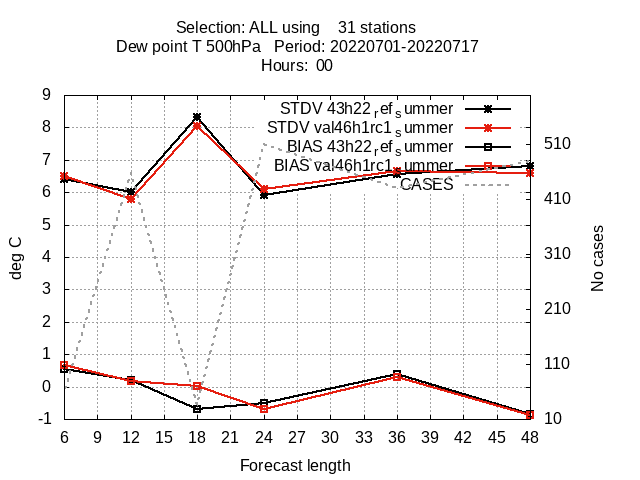 Selection: ALL using    31 stations
Dew point T 500hPa   Period: 20220701-20220717
Hours:  00
STDV 43h22_ref_summer
STDV val46h1rc1_summer
BIAS 43h22_ref_summer
BIAS val46h1rc1_summer
CASES
deg C
No cases
9
8
7
6
5
4
3
2
1
0
-1
510
410
310
210
110
10
6 9 12 15 18 21 24 27 30 33 36 39 42 45 48
Forecast length